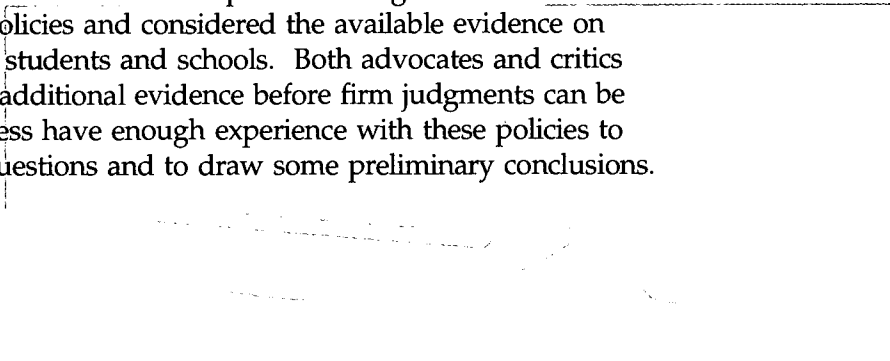 olicies and considered the available evidence on
students and schools. Both advocates and critics
additional evidence before firm judgments can be
ess have enough experience with these policies to
uestions and to draw some preliminary conclusions.